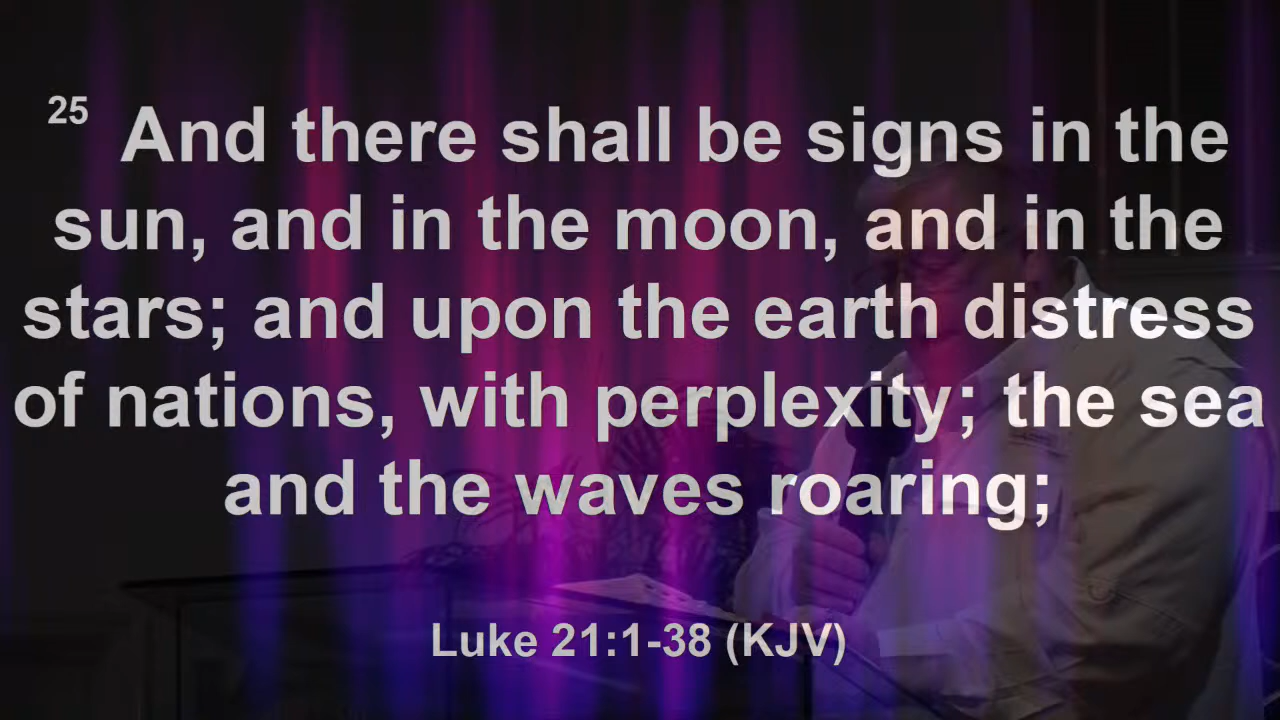 25 And there shall be signs in the
sun, and in the moon, and in the
stars; and upon the earth distress
of nations, with perplexity; the sea
and the waves roaring;
Luke 21:1-38 (KJV)